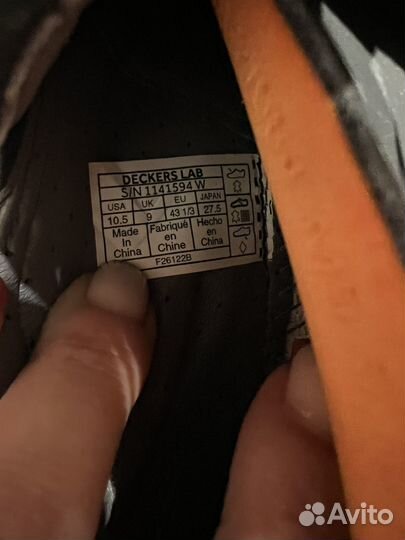 DECKERS LAB
S/N 1141594 W
USA UK EU JAPAN
10.5 9 43 1/3 27.5
Made In China Fabriqué en Chine Hecho en China
F26122B
Avito